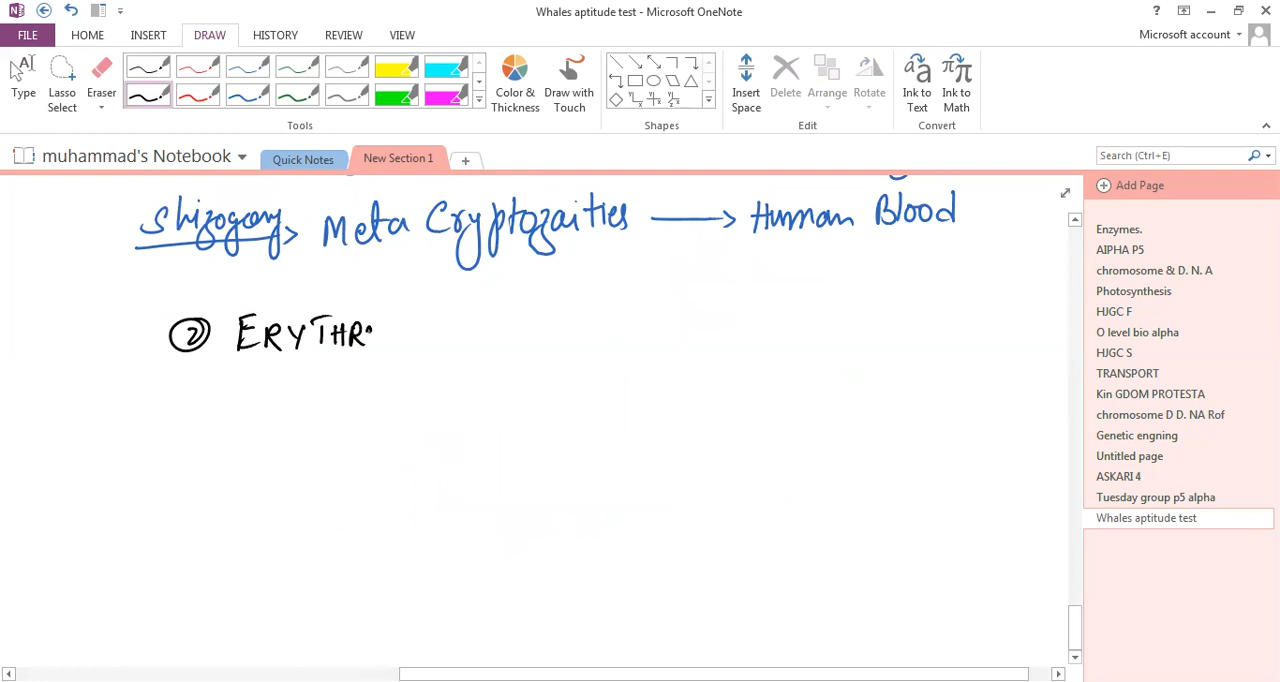 Whales aptitude test - Microsoft OneNote
FILE HOME INSERT DRAW HISTORY REVIEW VIEW Microsoft account
Type Lasso Select Eraser Color & Thickness Draw with Touch Insert Space Delete Arrange Rotate Ink to Text Ink to Math
Tools Shapes Edit Convert
muhammad's Notebook Quick Notes New Section 1 Search (Ctrl+E)
Add Page
Shizogony Meta Cryptozaities → Human Blood
② ERYTHR
Enzymes.
AIPHA P5
chromosome & D. N. A
Photosynthesis
HJGC F
O level bio alpha
HJGC S
TRANSPORT
Kin GDOM PROTESTA
chromosome D D. NA Rof
Genetic engning
Untitled page
ASKARI 4
Tuesday group p5 alpha
Whales aptitude test